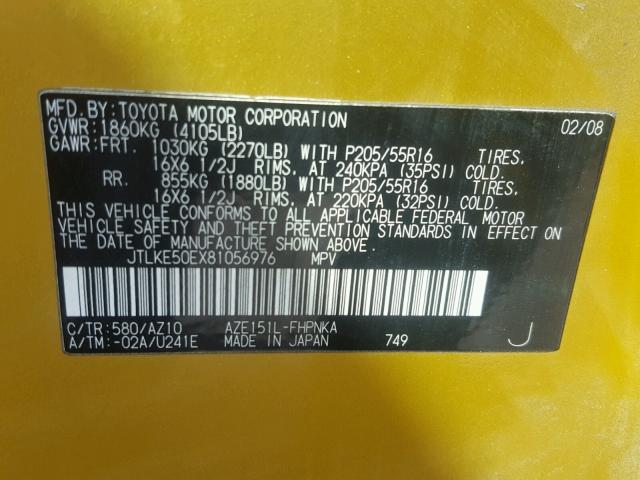 MFD.BY:TOYOTA MOTOR CORPORATION 02/08
GVWR:1860KG (4105LB)
GAWR:FRT. 1030KG (2270LB) WITH P205/55R16 TIRES,
16X6 1/2J RIMS, AT 240KPA (35PSI) COLD.
RR. 855KG (1880LB) WITH P205/55R16 TIRES,
16X6 1/2J RIMS, AT 220KPA (32PSI) COLD.
THIS VEHICLE CONFORMS TO ALL APPLICABLE FEDERAL MOTOR
VEHICLE SAFETY AND THEFT PREVENTION STANDARDS IN EFFECT ON
THE DATE OF MANUFACTURE SHOWN ABOVE.
JTLKE50EX81056976 MPV
C/TR:580/AZ10 AZE151L-FHPNKA
A/TM:-02A/U241E MADE IN JAPAN 749 J